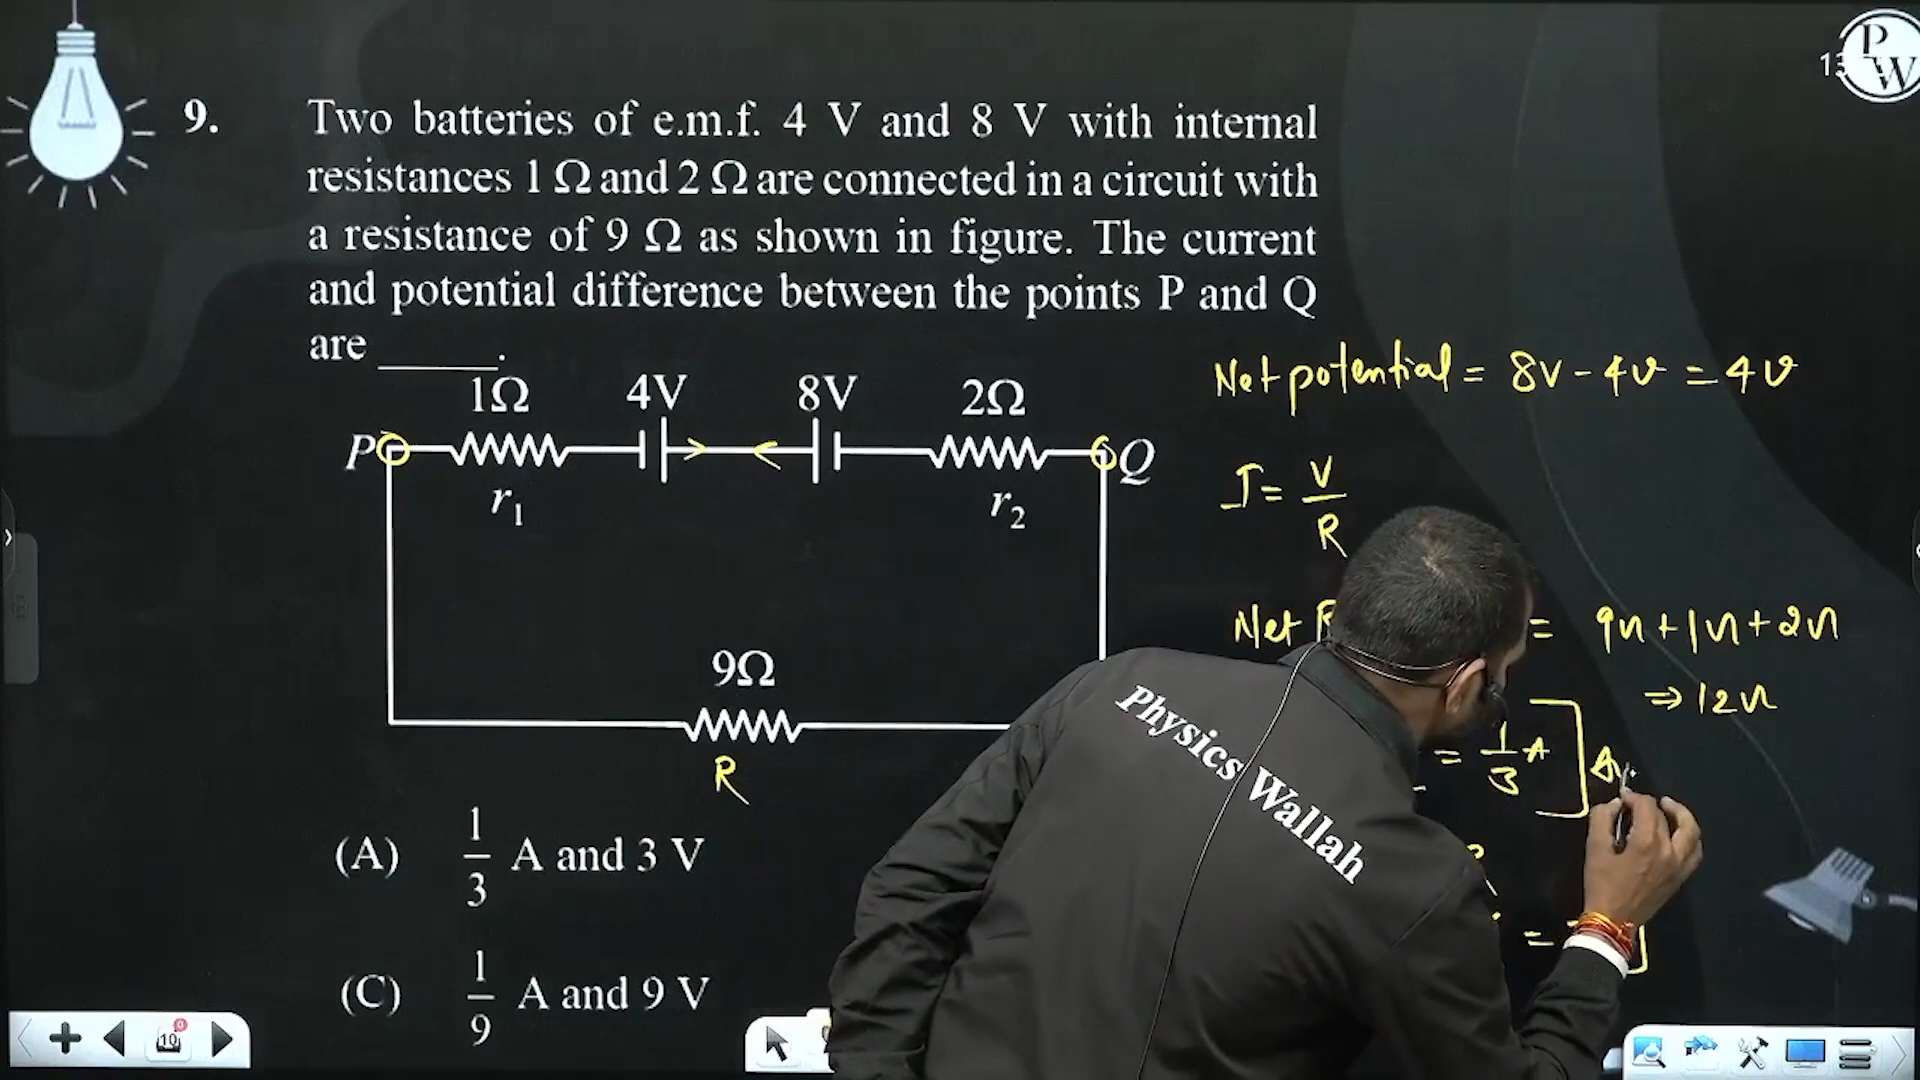 PW
9. Two batteries of e.m.f. 4 V and 8 V with internal
resistances 1 Ω and 2 Ω are connected in a circuit with
a resistance of 9 Ω as shown in figure. The current
and potential difference between the points P and Q
are ______.
Net potential = 8V - 4V = 4V
1Ω 4V 8V 2Ω
P Q
r₁ r₂
I = V/R
Net = 9Ω + 1Ω + 2Ω
⇒ 12Ω
9Ω
R
= 1/3 A
Physics Wallah
(A) 1/3 A and 3 V
(C) 1/9 A and 9 V
10